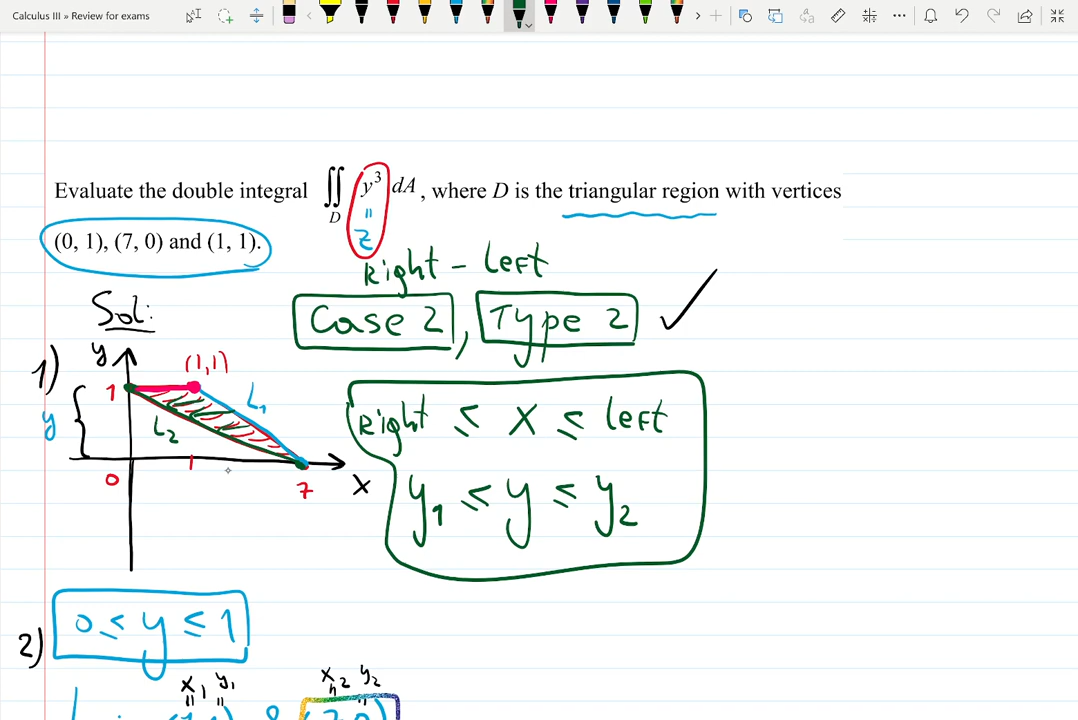 Calculus III » Review for exams
Evaluate the double integral ∬_D y³ dA, where D is the triangular region with vertices
= z
(0, 1), (7, 0) and (1, 1).
Right - Left
Sol:
Case 2, Type 2 ✓
1)
y
(1,1)
1
L₁
y
L₂
0
1
7
x
Right ≤ x ≤ left
y₁ ≤ y ≤ y₂
0 ≤ y ≤ 1
2)
x₁ y₁ x₂ y₂